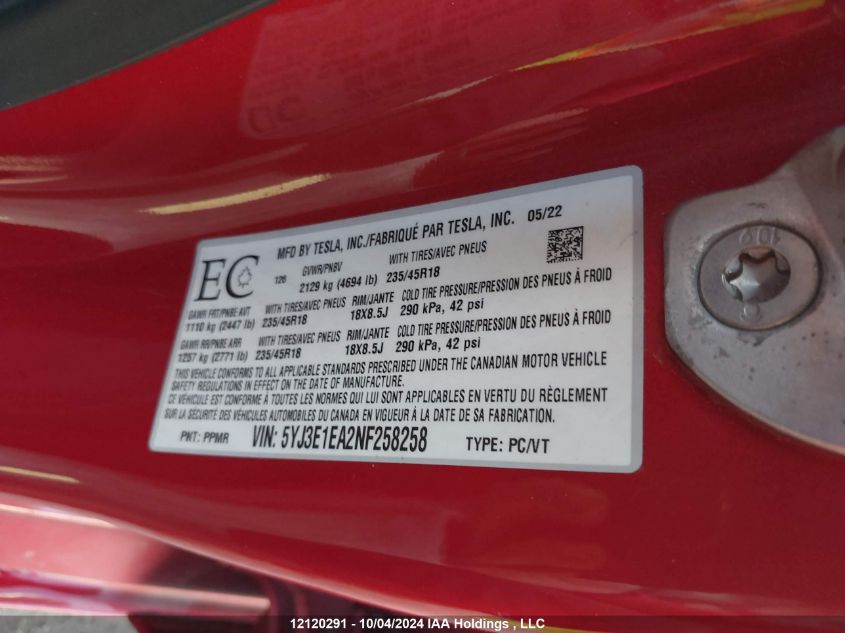 MFD BY TESLA, INC./FABRIQUÉ PAR TESLA, INC. 05/22
EC
126
GVWR/PNBV WITH TIRES/AVEC PNEUS
2129 kg (4694 lb) 235/45R18
GAWR FRT/PNBE AVT WITH TIRES/AVEC PNEUS RIM/JANTE COLD TIRE PRESSURE/PRESSION DES PNEUS À FROID
1110 kg (2447 lb) 235/45R18 18X8.5J 290 kPa, 42 psi
GAWR RR/PNBE ARR WITH TIRES/AVEC PNEUS RIM/JANTE COLD TIRE PRESSURE/PRESSION DES PNEUS À FROID
1257 kg (2771 lb) 235/45R18 18X8.5J 290 kPa, 42 psi
THIS VEHICLE CONFORMS TO ALL APPLICABLE STANDARDS PRESCRIBED UNDER THE CANADIAN MOTOR VEHICLE
SAFETY REGULATIONS IN EFFECT ON THE DATE OF MANUFACTURE.
CE VÉHICULE EST CONFORME À TOUTES LES NORMES QUI LUI SONT APPLICABLES EN VERTU DU RÈGLEMENT
SUR LA SÉCURITÉ DES VÉHICULES AUTOMOBILES DU CANADA EN VIGUEUR À LA DATE DE SA FABRICATION.
PNT: PPMR VIN: 5YJ3E1EA2NF258258 TYPE: PC/VT
10.9
12120291 - 10/04/2024 IAA Holdings , LLC